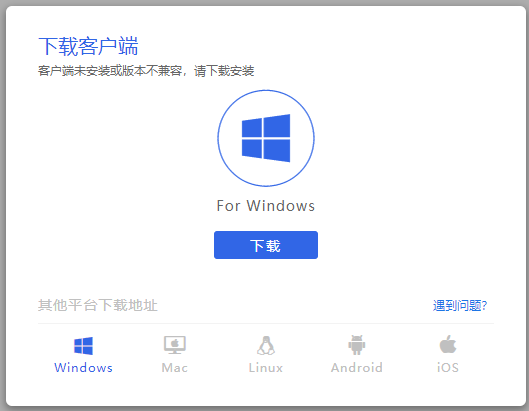 下载客户端
客户端未安装或版本不兼容，请下载安装
For Windows
下载
其他平台下载地址 遇到问题?
Windows Mac Linux Android iOS